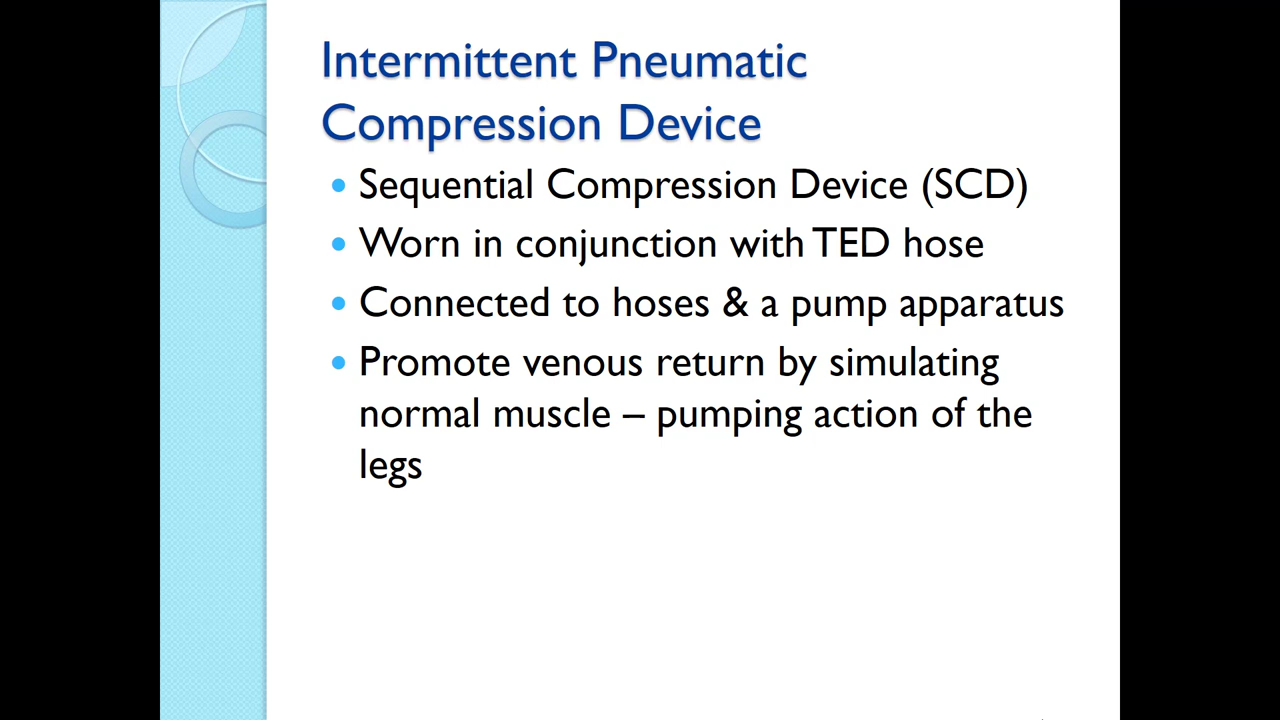 Intermittent Pneumatic
Compression Device
• Sequential Compression Device (SCD)
• Worn in conjunction with TED hose
• Connected to hoses & a pump apparatus
• Promote venous return by simulating
normal muscle – pumping action of the
legs